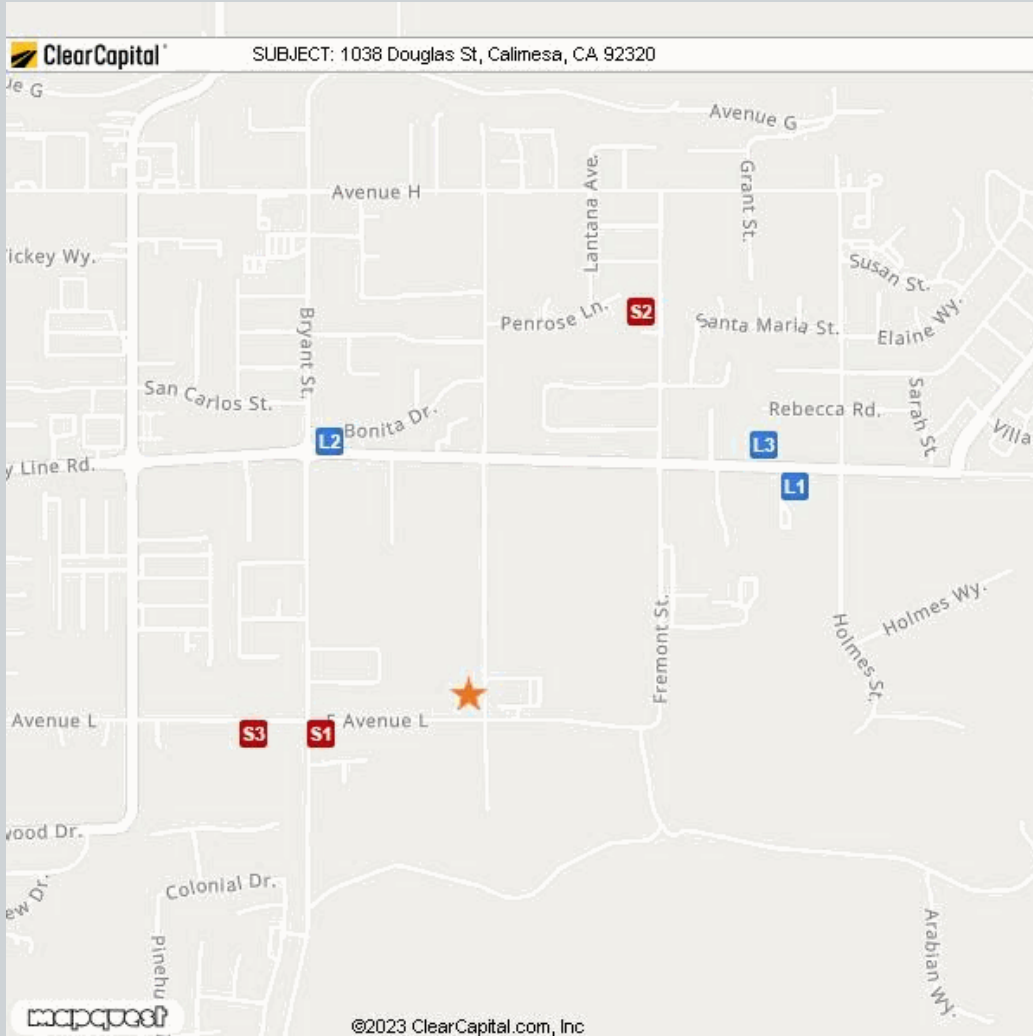 ClearCapital
SUBJECT: 1038 Douglas St, Calimesa, CA 92320
Avenue G
Avenue H
Lantana Ave.
Grant St.
Susan St.
Wy.
Bryant St.
Penrose Ln.
S2
Santa Maria St.
Elaine Wy.
San Carlos St.
Bonita Dr.
L2
Rebecca Rd.
Sarah St
Villa
L3
Line Rd.
L1
Holmes Wy.
Fremont St.
Holmes St.
Avenue L
S3
S1
Avenue L
Dr.
Colonial Dr.
Dr.
Arabian Wy.
mapquest
©2023 ClearCapital.com, Inc